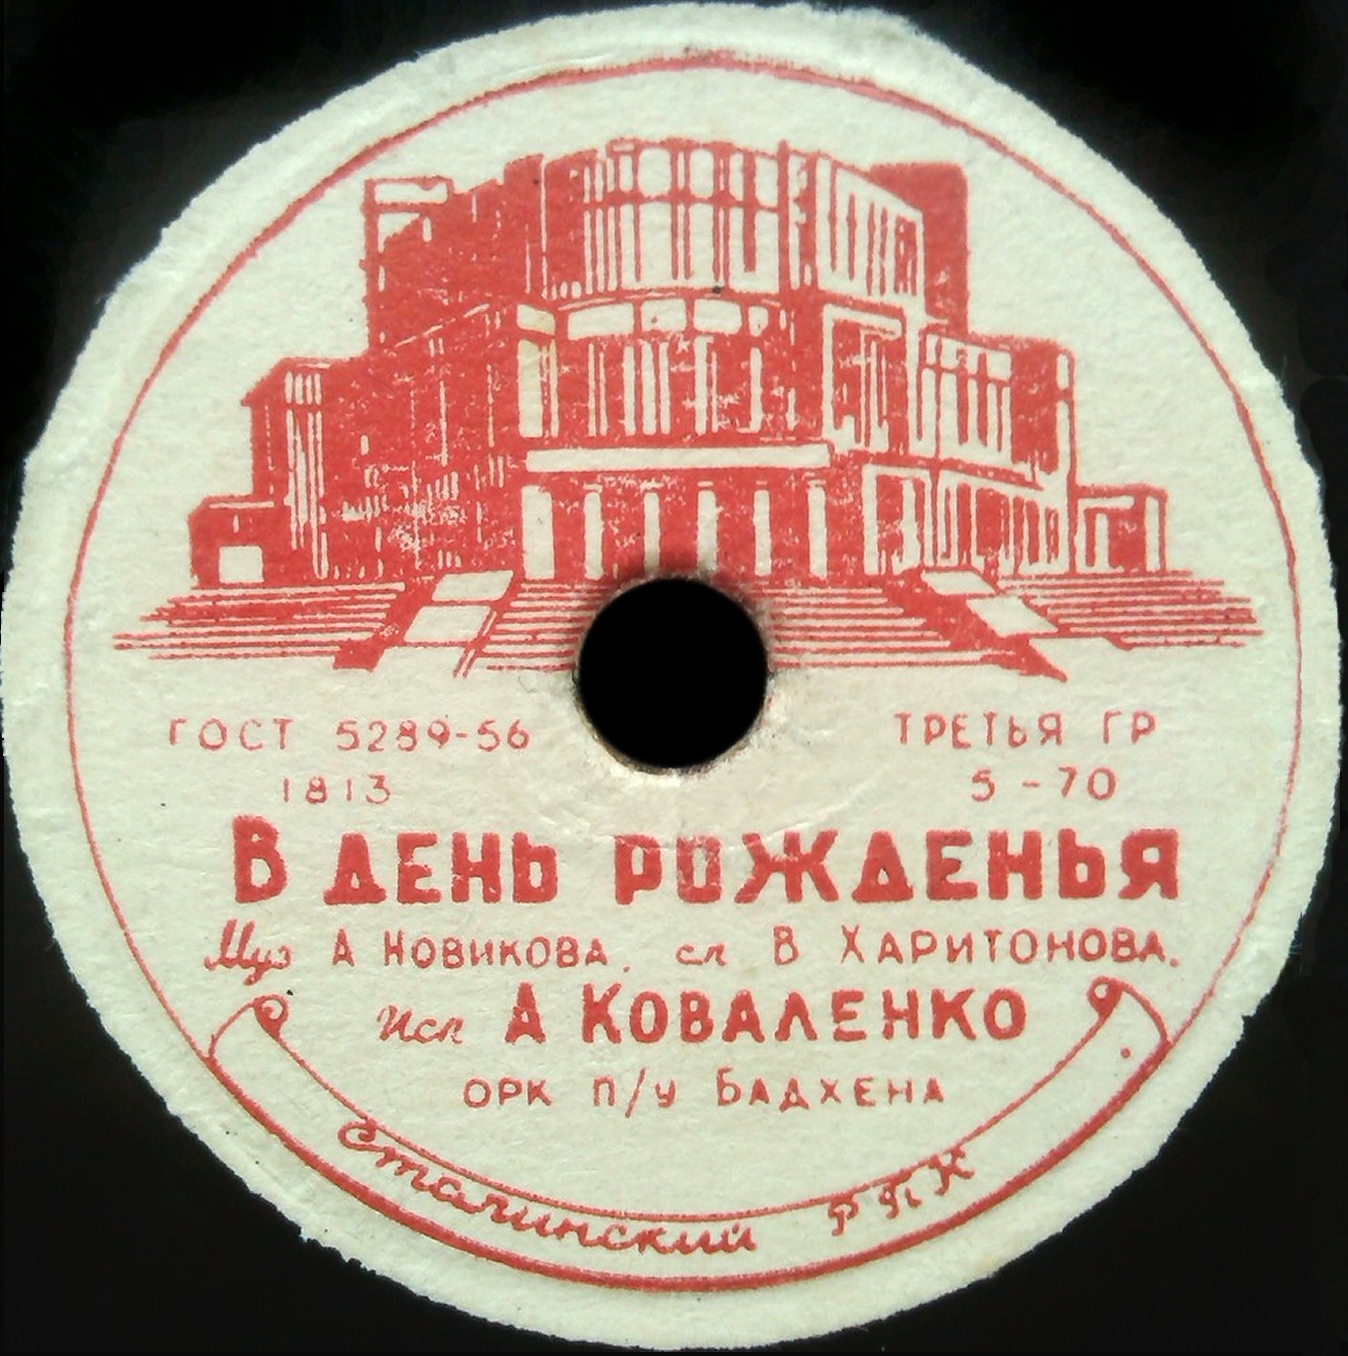 ГОСТ 5289-56
ТРЕТЬЯ ГР
1813
5-70
В ДЕНЬ РОЖДЕНЬЯ
Муз А НОВИКОВА. сл В ХАРИТОНОВА.
Исп А КОВАЛЕНКО
ОРК П/У БАДХЕНА
Сталинский РПК